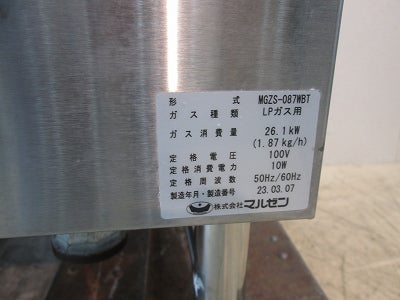 形式 MGZS-087WBT
ガス種類 LPガス用
ガス消費量 26.1kW
(1.87kg/h)
定格電圧 100V
定格消費電力 10W
定格周波数 50Hz/60Hz
製造年月・製造番号 23.03.07
株式会社マルゼン